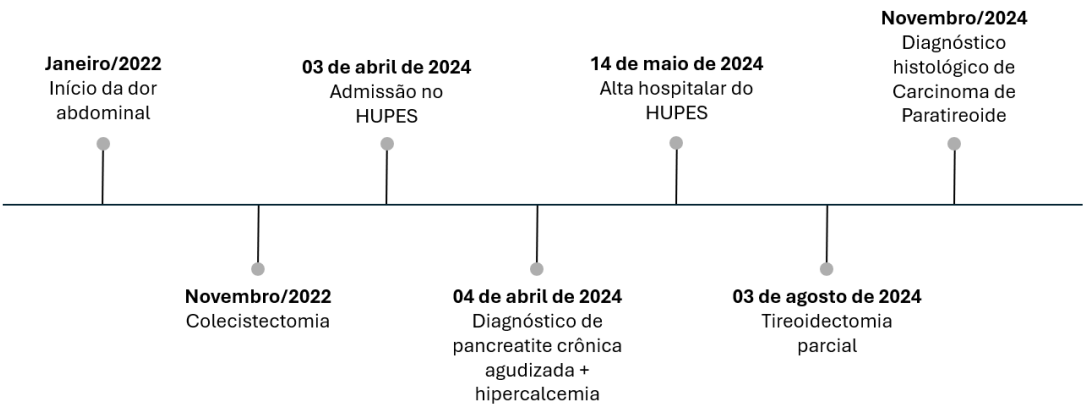 Janeiro/2022
Início da dor
abdominal
Novembro/2022
Colecistectomia
03 de abril de 2024
Admissão no
HUPES
04 de abril de 2024
Diagnóstico de
pancreatite crônica
agudizada +
hipercalcemia
14 de maio de 2024
Alta hospitalar do
HUPES
03 de agosto de 2024
Tireoidectomia
parcial
Novembro/2024
Diagnóstico
histológico de
Carcinoma de
Paratireoide